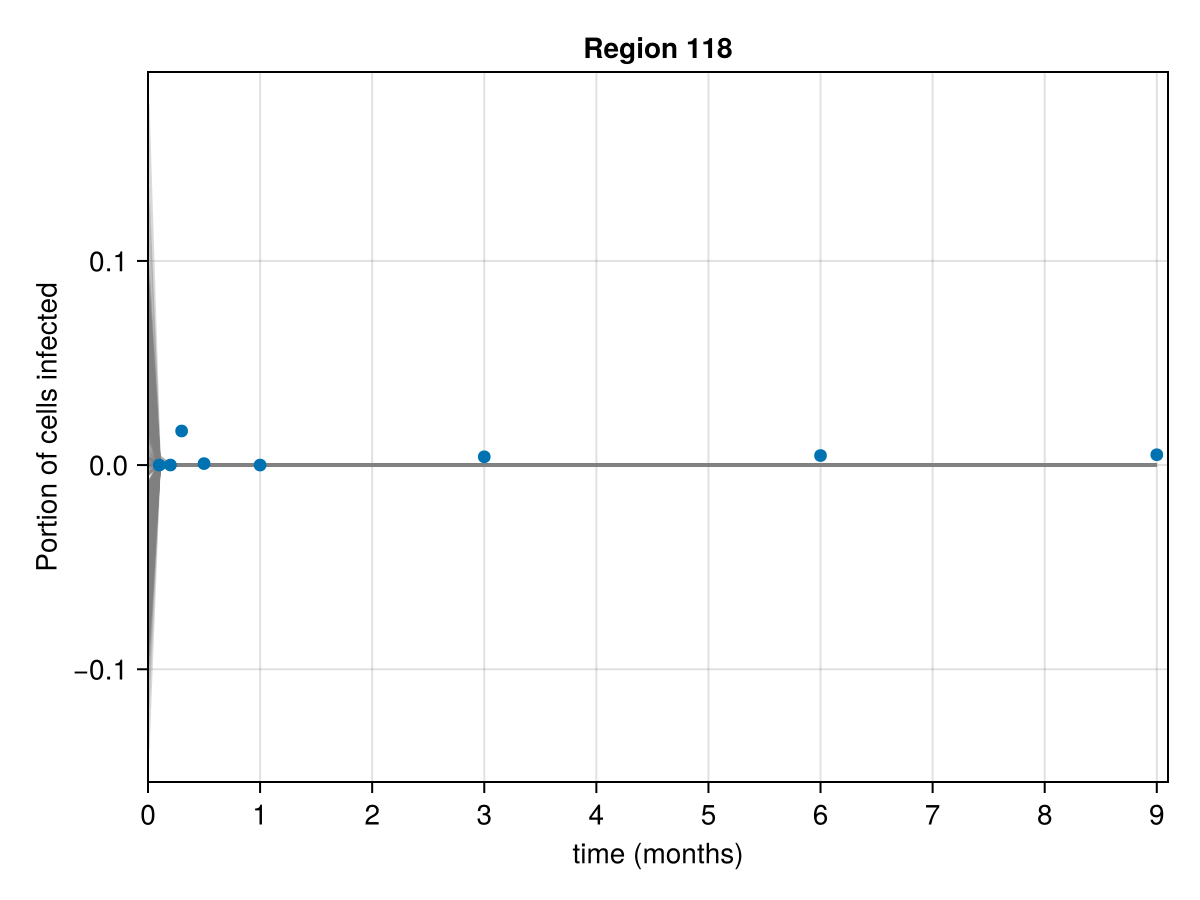 Region 118
Portion of cells infected
0.1
0.0
−0.1
0 1 2 3 4 5 6 7 8 9
time (months)